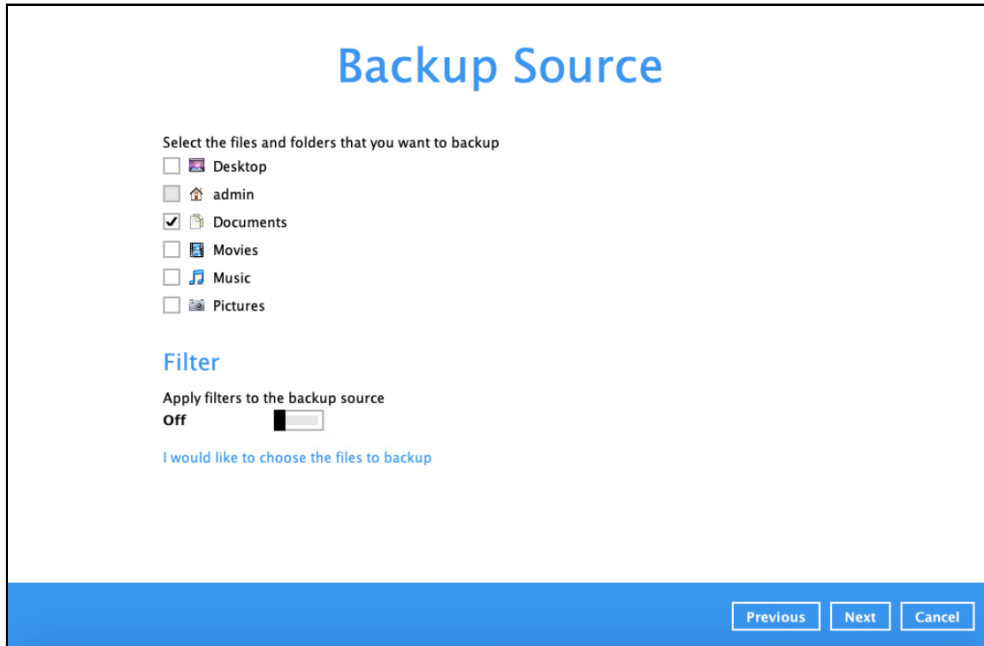 Backup Source
Select the files and folders that you want to backup
Desktop
admin
Documents
Movies
Music
Pictures
Filter
Apply filters to the backup source
Off
I would like to choose the files to backup
Previous Next Cancel